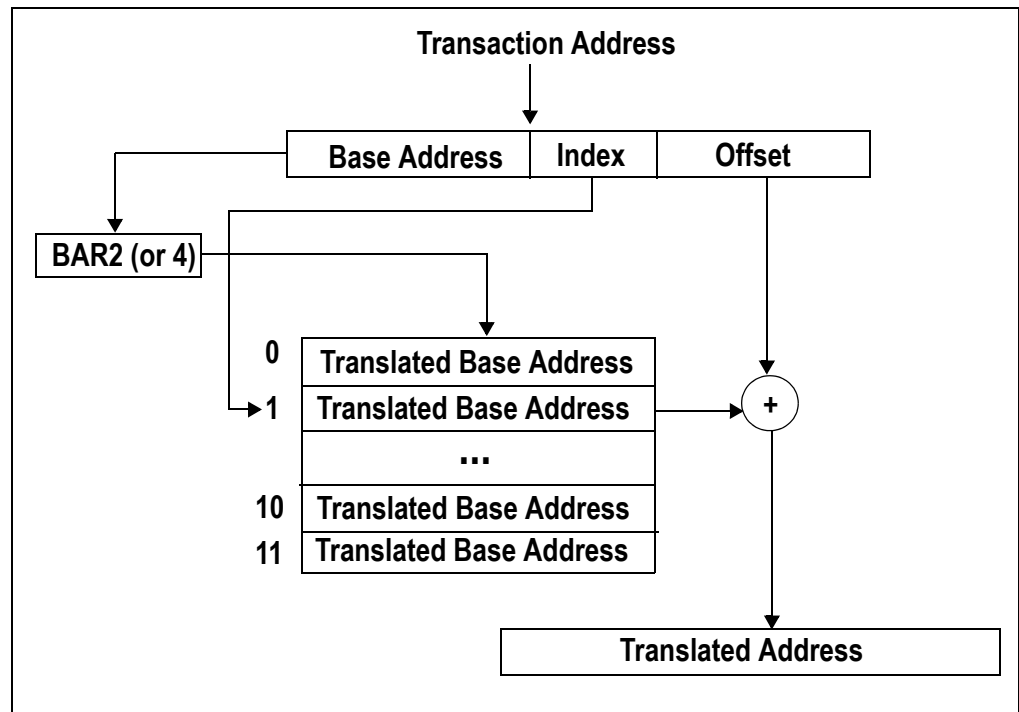 Transaction Address
Base Address Index Offset
BAR2 (or 4)
0 Translated Base Address
1 Translated Base Address
+
...
10 Translated Base Address
11 Translated Base Address
Translated Address